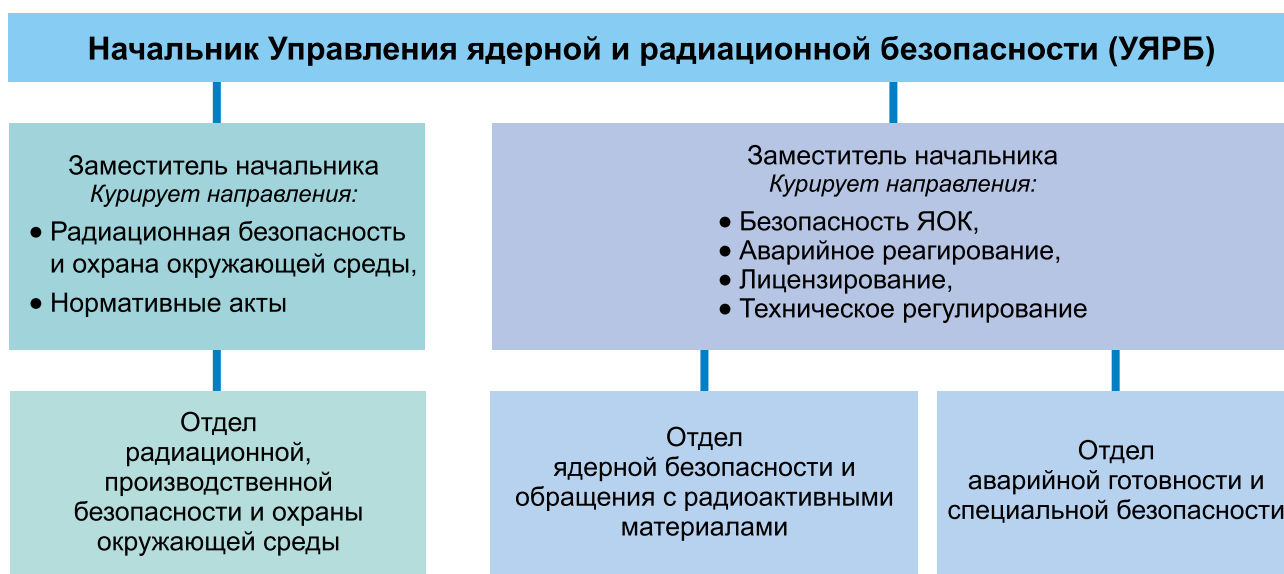 Начальник Управления ядерной и радиационной безопасности (УЯРБ)
Заместитель начальника
Курирует направления:
• Радиационная безопасность
и охрана окружающей среды,
• Нормативные акты
Заместитель начальника
Курирует направления:
• Безопасность ЯОК,
• Аварийное реагирование,
• Лицензирование,
• Техническое регулирование
Отдел
радиационной,
производственной
безопасности и охраны
окружающей среды
Отдел
ядерной безопасности и
обращения с радиоактивными
материалами
Отдел
аварийной готовности и
специальной безопасности